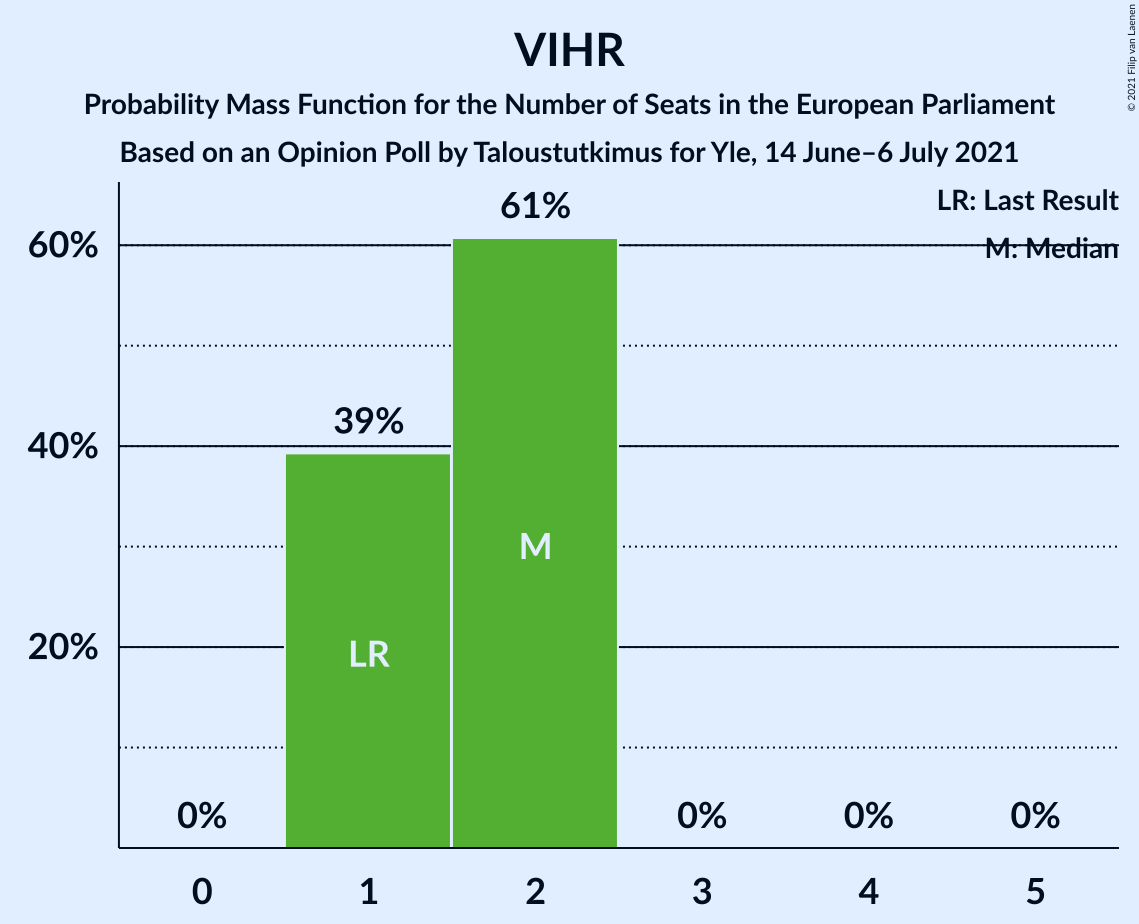 VIHR
Probability Mass Function for the Number of Seats in the European Parliament
Based on an Opinion Poll by Taloustutkimus for Yle, 14 June–6 July 2021
© 2021 Filip van Laenen
LR: Last Result
M: Median
60%
40%
20%
0%
39%
61%
0%
0%
0%
LR
M
0
1
2
3
4
5